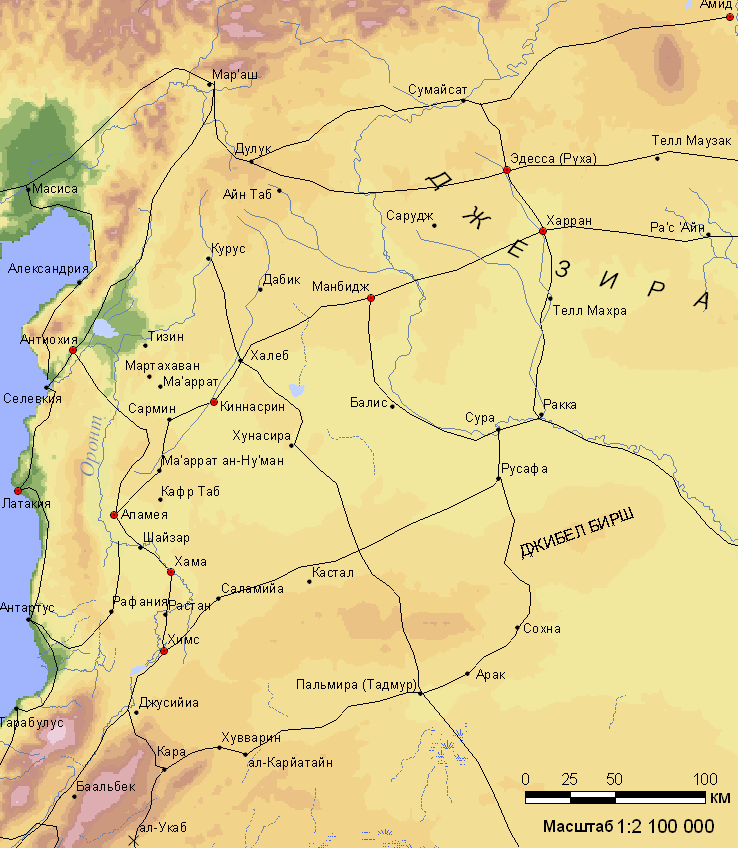 Амид
Мар'аш
Сумайсат
Дулук
Эдесса (Руха)
Телл Маузак
Масиса
Айн Таб
Сарудж
Харран
Ра'с 'Айн
ДЖЕЗИРА
Курус
Александрия
Дабик
Манбидж
Телл Махра
Антиохия
Тизин
Халеб
Мартахаван
Ма'аррат
Селевкия
Сармин
Киннасрин
Балис
Сура
Ракка
Оронт
Хунасира
Ма'аррат ан-Ну'ман
Русафа
Латакия
Кафр Таб
Апамея
ДЖИБЕЛ БИРШ
Шайзар
Хама
Кастал
Саламийа
Антартус
Рафания
Растан
Химс
Сохна
Арак
Пальмира (Тадмур)
Джусийиа
Тарабулус
Хувварин
Кара
ал-Карйатайн
Баальбек
ал-Укаб
0 25 50 100
КМ
Масштаб 1:2 100 000